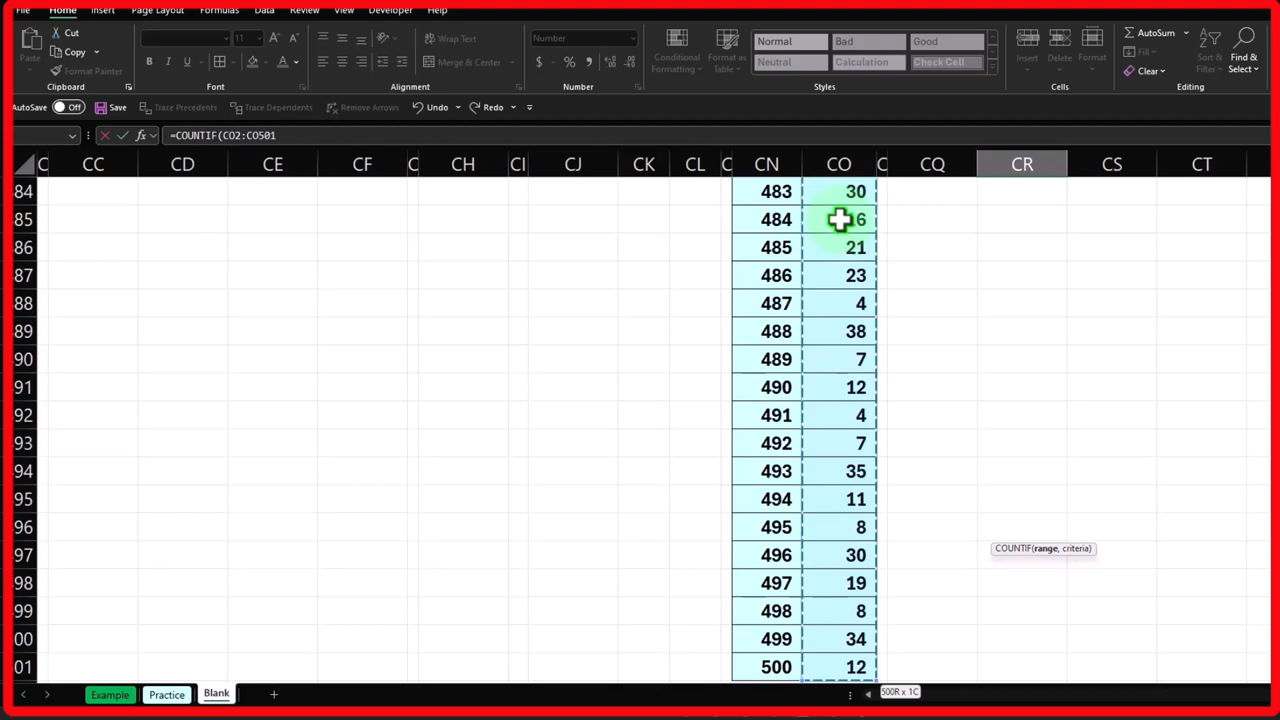 File Home Insert Page Layout Formulas Data Review View Developer Help
Paste Cut Copy Format Painter
Clipboard
11 A A B I U A
Font
Wrap Text Merge & Center
Alignment
Number $ % 9
Number
Conditional Formatting Format as Table
Normal Bad Good
Neutral Calculation Check Cell
Styles
Insert Delete Format
Cells
AutoSum Fill Clear Sort & Filter Find & Select
Editing
AutoSave Off Save Trace Precedents Trace Dependents Remove Arrows Undo Redo
fx =COUNTIF(CO2:CO501
C CC CD CE CF C CH CI CJ CK CL C CN CO C CQ CR CS CT
84 483 30
85 484 6
86 485 21
87 486 23
88 487 4
89 488 38
90 489 7
91 490 12
92 491 4
93 492 7
94 493 35
95 494 11
96 495 8
97 496 30
COUNTIF(range, criteria)
98 497 19
99 498 8
00 499 34
01 500 12
Example Practice Blank +
500R x 1C